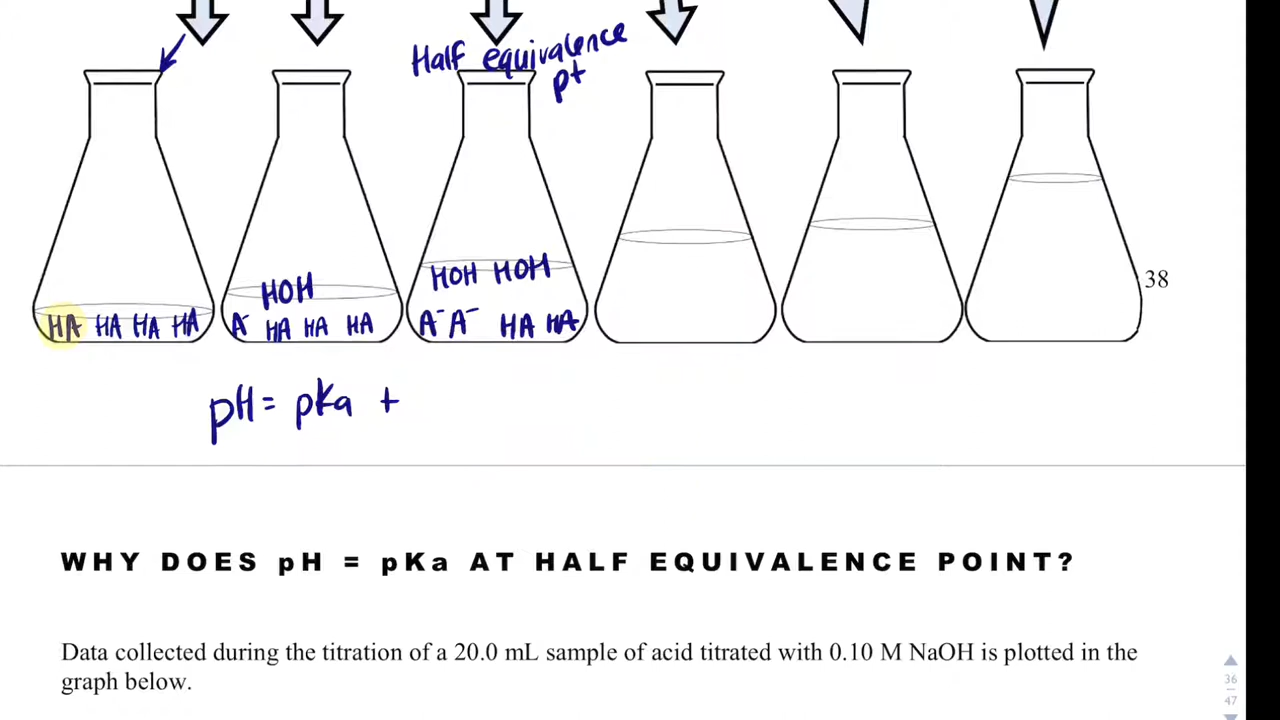 Half equivalence
pt
HOH HOH
HOH
HA HA HA HA A⁻ HA HA HA A⁻ A⁻ HA HA
38
pH = pKa +
WHY DOES pH = pKa AT HALF EQUIVALENCE POINT?
Data collected during the titration of a 20.0 mL sample of acid titrated with 0.10 M NaOH is plotted in the
graph below.
36
47